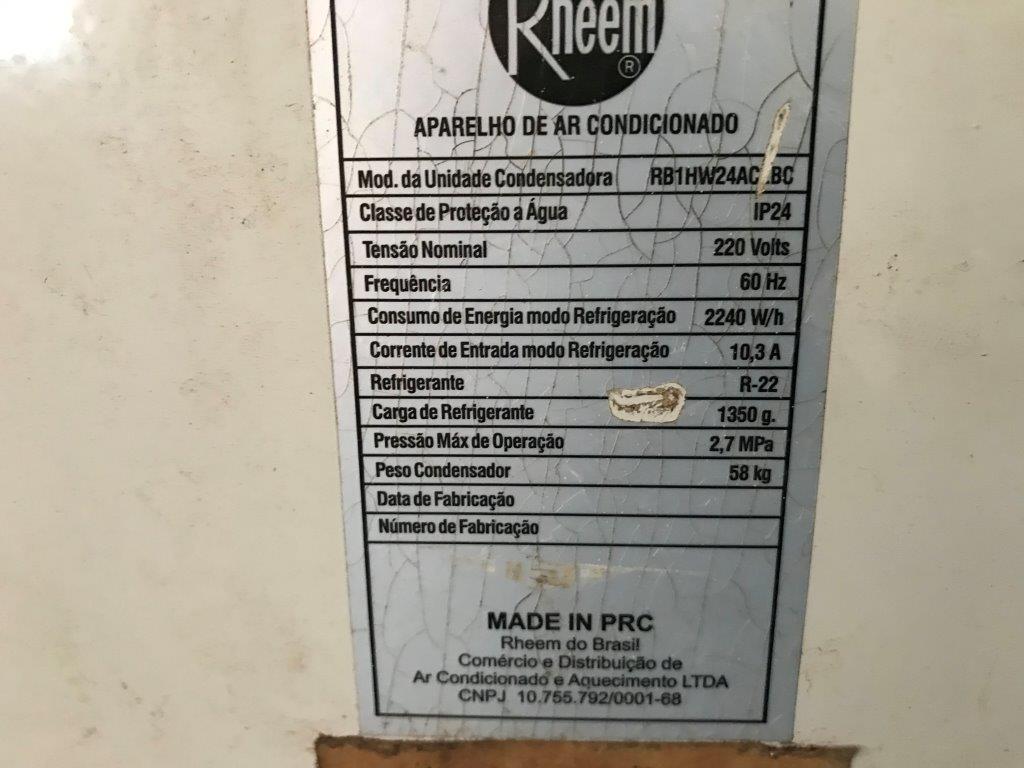 Rheem
®
APARELHO DE AR CONDICIONADO
Mod. da Unidade Condensadora
Classe de Proteção a Água IP24
Tensão Nominal 220 Volts
Frequência 60 Hz
Consumo de Energia modo Refrigeração 2240 W/h
Corrente de Entrada modo Refrigeração 10,3 A
Refrigerante R-22
Carga de Refrigerante 1350 g.
Pressão Máx de Operação 2,7 MPa
Peso Condensador 58 kg
Data de Fabricação
Número de Fabricação
MADE IN PRC
Rheem do Brasil
Comércio e Distribuição de
Ar Condicionado e Aquecimento LTDA
CNPJ 10.755.792/0001-68